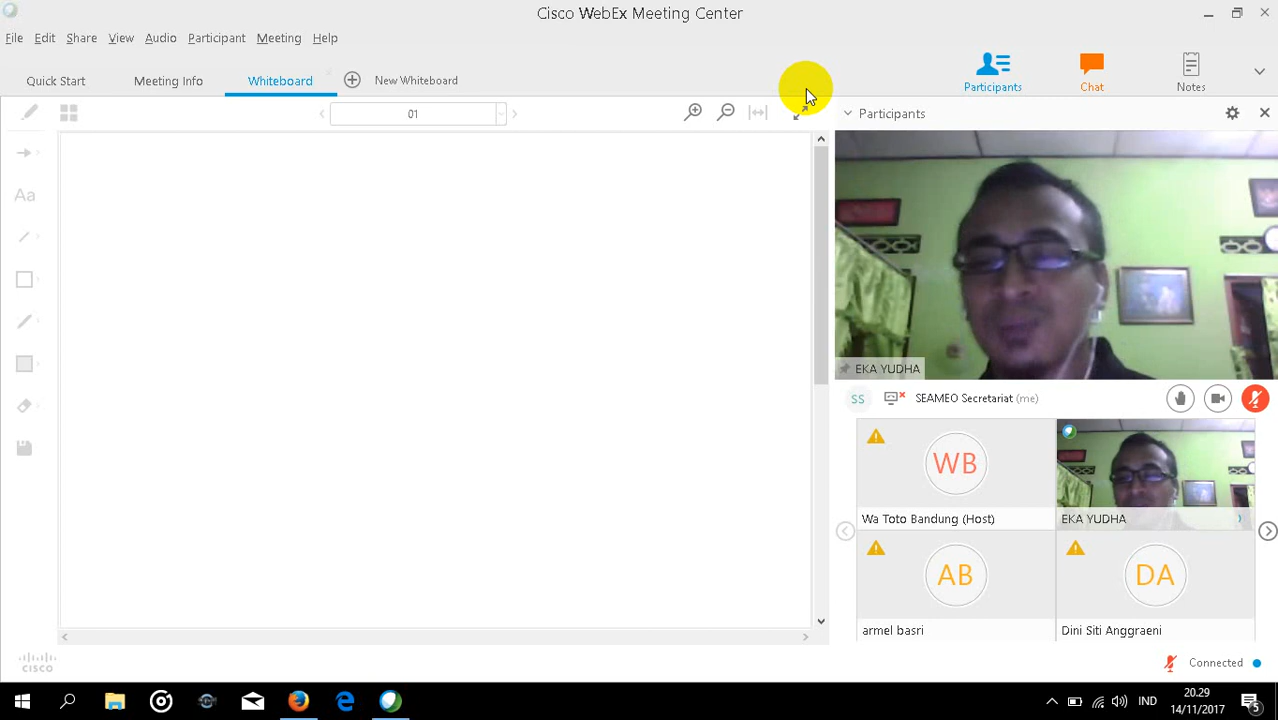 Cisco WebEx Meeting Center
File Edit Share View Audio Participant Meeting Help
Quick Start Meeting Info Whiteboard New Whiteboard
Participants Chat Notes
01
Participants
Aa
EKA YUDHA
SS SEAMEO Secretariat (me)
WB
Wa Toto Bandung (Host) EKA YUDHA
AB DA
armel basri Dini Siti Anggraeni
cisco
Connected
IND
20.29
14/11/2017
5